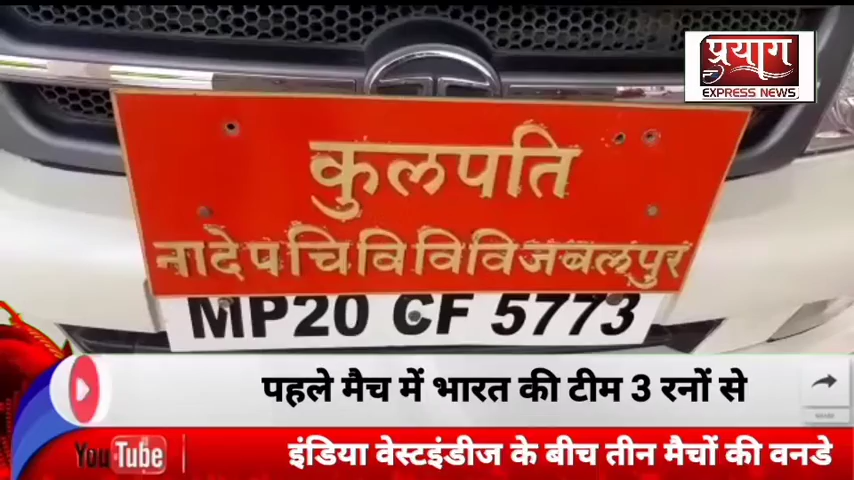 प्रयाग
EXPRESS NEWS
कुलपति
नादेपचिविविविजबलपुर
MP20 CF 5773
पहले मैच में भारत की टीम 3 रनों से
YouTube
इंडिया वेस्टइंडीज के बीच तीन मैचों की वनडे